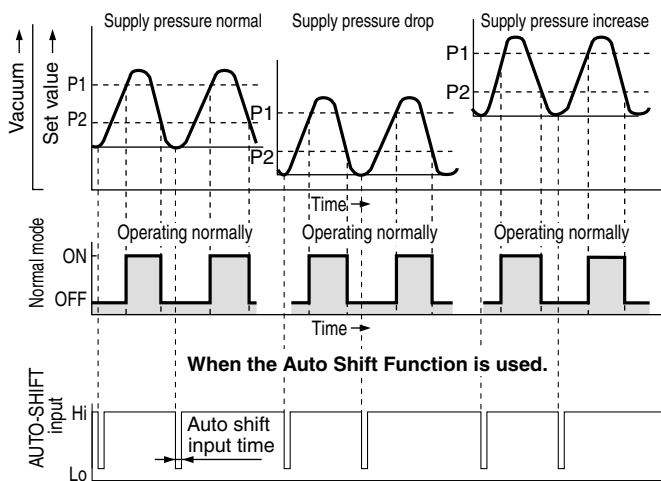 Supply pressure normal
Supply pressure drop
Supply pressure increase
Vacuum →
Set value →
P1
P2
P1
P2
P1
P2
Time →
Normal mode
ON
OFF
Operating normally
Operating normally
Operating normally
Time →
When the Auto Shift Function is used.
AUTO-SHIFT
input
Hi
Lo
Auto shift
input time